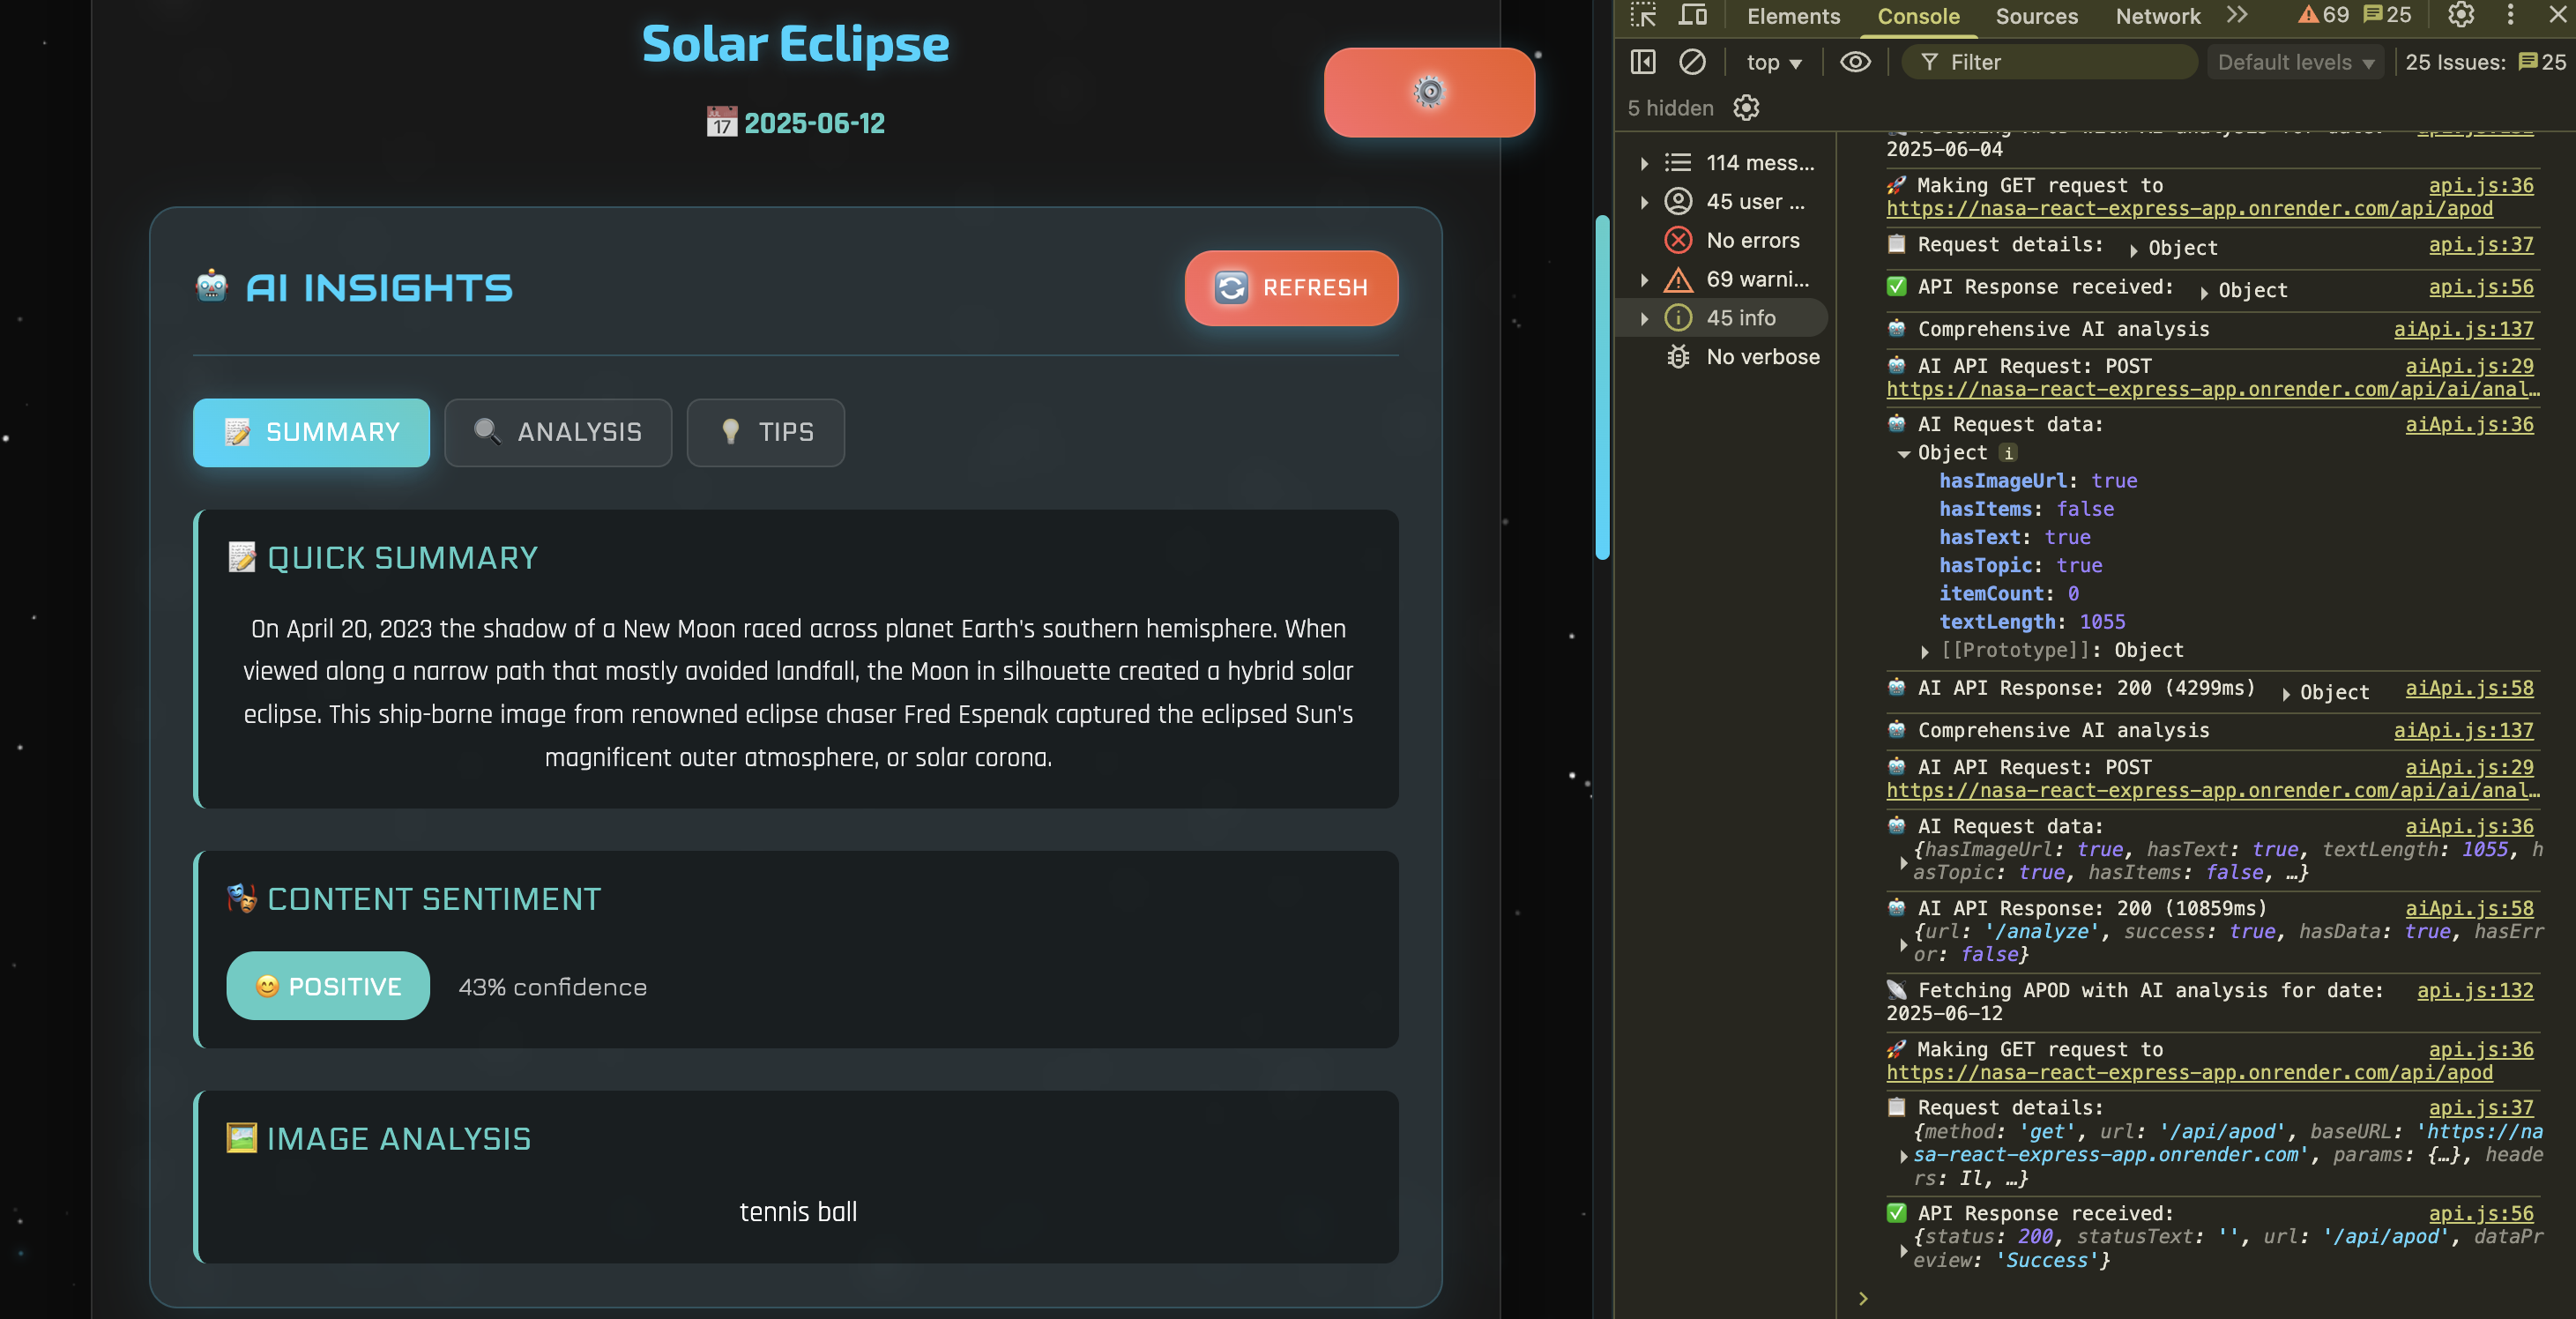 Solar Eclipse
📅 2025-06-12
⚙️
🤖 AI INSIGHTS
🔄 REFRESH
📝 SUMMARY
🔍 ANALYSIS
💡 TIPS
📝 QUICK SUMMARY
On April 20, 2023 the shadow of a New Moon raced across planet Earth's southern hemisphere. When
viewed along a narrow path that mostly avoided landfall, the Moon in silhouette created a hybrid solar
eclipse. This ship-borne image from renowned eclipse chaser Fred Espenak captured the eclipsed Sun's
magnificent outer atmosphere, or solar corona.
🎭 CONTENT SENTIMENT
😊 POSITIVE
43% confidence
🖼️ IMAGE ANALYSIS
tennis ball
Elements Console Sources Network 69 25
top Filter Default levels 25 Issues: 25
5 hidden
114 mess...
45 user ...
No errors
69 warni...
45 info
No verbose
2025-06-04
🚀 Making GET request to api.js:36
https://nasa-react-express-app.onrender.com/api/apod
📋 Request details: Object api.js:37
✅ API Response received: Object api.js:56
🤖 Comprehensive AI analysis aiApi.js:137
🤖 AI API Request: POST aiApi.js:29
https://nasa-react-express-app.onrender.com/api/ai/anal…
🤖 AI Request data: aiApi.js:36
Object i
hasImageUrl: true
hasItems: false
hasText: true
hasTopic: true
itemCount: 0
textLength: 1055
[[Prototype]]: Object
🤖 AI API Response: 200 (4299ms) Object aiApi.js:58
🤖 Comprehensive AI analysis aiApi.js:137
🤖 AI API Request: POST aiApi.js:29
https://nasa-react-express-app.onrender.com/api/ai/anal…
🤖 AI Request data: aiApi.js:36
{hasImageUrl: true, hasText: true, textLength: 1055, h
asTopic: true, hasItems: false, …}
🤖 AI API Response: 200 (10859ms) aiApi.js:58
{url: '/analyze', success: true, hasData: true, hasErr
or: false}
📡 Fetching APOD with AI analysis for date: api.js:132
2025-06-12
🚀 Making GET request to api.js:36
https://nasa-react-express-app.onrender.com/api/apod
📋 Request details: api.js:37
{method: 'get', url: '/api/apod', baseURL: 'https://na
sa-react-express-app.onrender.com', params: {…}, heade
rs: Il, …}
✅ API Response received: api.js:56
{status: 200, statusText: '', url: '/api/apod', dataPr
eview: 'Success'}